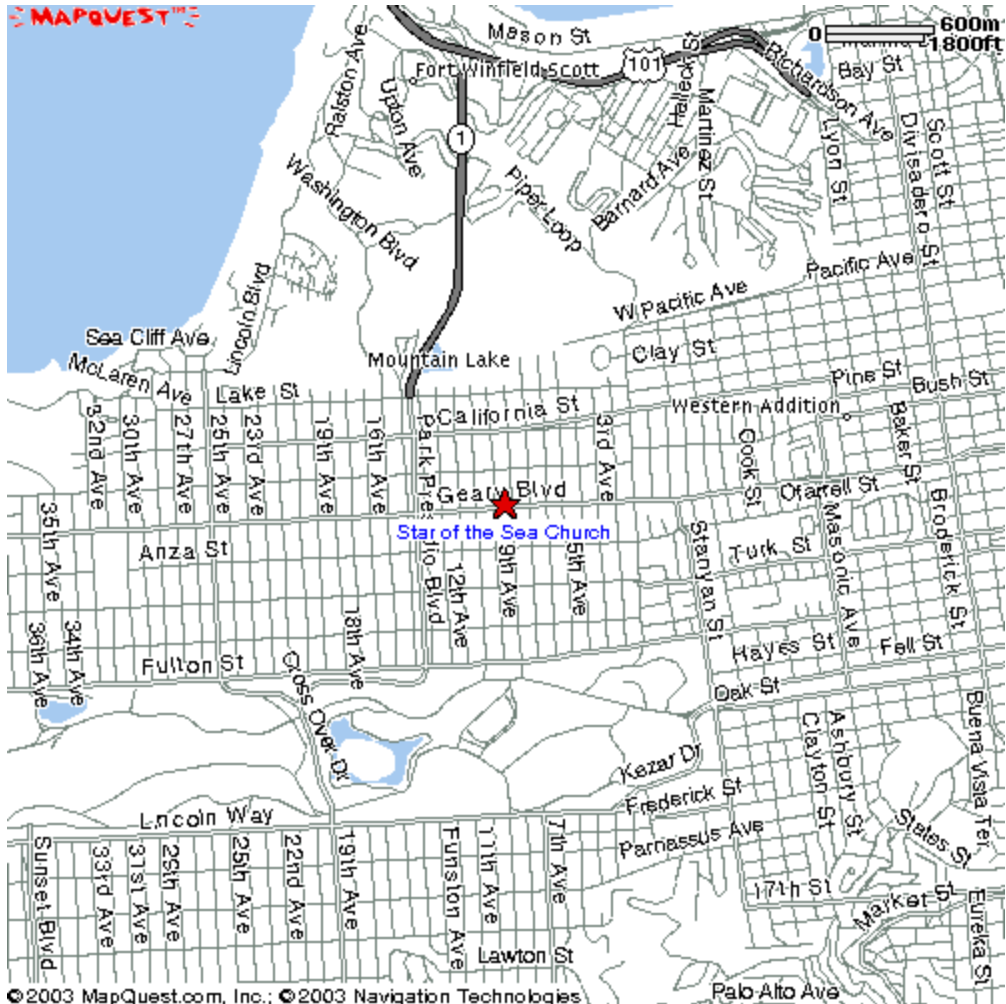 MAPQUEST
Mason St
0 600m
1800ft
Fort Winfield Scott
101
Richardson Ave
Bay St
Ralston Ave
Upton Ave
Halleck St
Martinez St
Lyon St
Divisadero St
Scott St
1
Washington Blvd
Piper Loop
Barnard Ave
Lincoln Blvd
Pacific Ave
W Pacific Ave
Sea Cliff Ave
Mountain Lake
Clay St
McLaren Ave
Lake St
California St
Pine St
Bush St
Western Addition
32nd Ave
30th Ave
27th Ave
25th Ave
23rd Ave
19th Ave
16th Ave
Park Presidio Blvd
3rd Ave
Cook St
Baker St
Geary Blvd
Ofarrell St
Star of the Sea Church
35th Ave
Anza St
12th Ave
9th Ave
5th Ave
Stanyan St
Turk St
Masonic Ave
Broderick St
36th Ave
34th Ave
18th Ave
Fulton St
Cross Over Dr
Hayes St
Fell St
Oak St
Kezar Dr
Clayton St
Ashbury St
Buena Vista Ter
Lincoln Way
Frederick St
Parnassus Ave
States St
Sunset Blvd
33rd Ave
31st Ave
29th Ave
25th Ave
22nd Ave
19th Ave
Funston Ave
11th Ave
7th Ave
17th St
Market St
Eureka St
Lawton St
Palo Alto Ave
©2003 MapQuest.com, Inc.; ©2003 Navigation Technologies